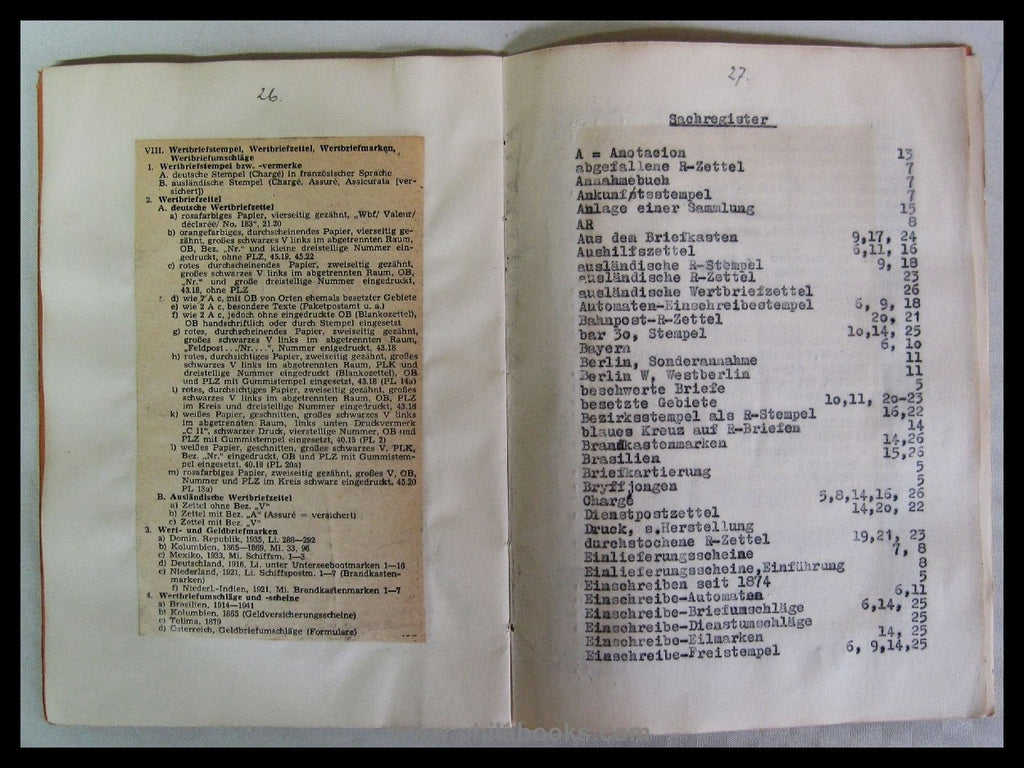 26.
VIII. Wertbriefstempel, Wertbriefzettel, Wertbriefmarken,
Wertbriefumschläge
1. Wertbriefstempel bzw. -vermerke
A. deutsche Stempel (Chargé) in französischer Sprache
B. ausländische Stempel (Chargé, Assuré, Assicurata [ver-
sichert])
2. Wertbriefzettel
A. deutsche Wertbriefzettel
a) rosafarbiges Papier, vierseitig gezähnt, „Wbf/ Valeur/
déclarée/ No. 183", 21.20
b) orangefarbiges, durchscheinendes Papier, vierseitig ge-
zähnt, großes schwarzes V links im abgetrennten Raum,
OB, Bez. „Nr." und kleine dreistellige Nummer ein-
gedruckt, ohne PLZ, 45.19, 45.22
c) rotes durchscheinendes Papier, zweiseitig gezähnt,
großes schwarzes V links im abgetrennten Raum, OB,
„Nr." und große dreistellige Nummer eingedruckt,
43.18, ohne PLZ
d) wie 2 A c, mit OB von Orten ehemals besetzter Gebiete
e) wie 2 A c, besondere Texte (Paketpostamt u. a.)
f) wie 2 A c, jedoch ohne eingedruckte OB (Blankozettel),
OB handschriftlich oder durch Stempel eingesetzt
g) rotes, durchscheinendes Papier, zweiseitig gezähnt,
großes schwarzes V links im abgetrennten Raum,
„Feldpost . . ./Nr. . . .", Nummer eingedruckt, 43.18
h) rotes, durchsichtiges Papier, zweiseitig gezähnt, großes
schwarzes V links im abgetrennten Raum, PLK und
dreistellige Nummer eingedruckt (Blankozettel), OB
und PLZ mit Gummistempel eingesetzt, 43.18 (PL 14a)
i) rotes, durchsichtiges Papier, zweiseitig gezähnt, großes
schwarzes V links im abgetrennten Raum, OB, PLZ
im Kreis und dreistellige Nummer eingedruckt, 43.18
k) weißes Papier, geschnitten, großes schwarzes V links
im abgetrennten Raum, links unten Druckvermerk
„C 11", schwarzer Druck, vierstellige Nummer, OB und
PLZ mit Gummistempel eingesetzt, 40.15 (PL 2)
l) weißes Papier, geschnitten, großes schwarzes V, PLK,
Bez. „Nr." eingedruckt, OB und PLZ mit Gummistem-
pel eingesetzt, 40.18 (PL 20a)
m) rosafarbiges Papier, zweiseitig gezähnt, großes V, OB,
Nummer und PLZ im Kreis schwarz eingedruckt, 45.20
PL 13a)
B. Ausländische Wertbriefzettel
a) Zettel ohne Bez. „V"
b) Zettel mit Bez. „A" (Assuré = versichert)
c) Zettel mit Bez. „V"
3. Wert- und Geldbriefmarken
a) Domin. Republik, 1935, Li. 288—292
b) Kolumbien, 1865—1869, Mi. 33, 96
c) Mexiko, 1933, Mi. Schiffsm. 1—3
d) Deutschland, 1916, Li. unter Unterseebootmarken 1—10
e) Niederland, 1921, Li. Schiffspostm. 1—7 (Brandkasten-
marken)
f) Niederl.-Indien, 1921, Mi. Brandkastenmarken 1—7
4. Wertbriefumschläge und -scheine
a) Brasilien, 1914—1941
b) Kolumbien, 1865 (Geldversicherungsscheine)
c) Tolima, 1879
d) Österreich, Geldbriefumschläge (Formulare)
27.
Sachregister
A = Anotacion 13
abgefallene R-Zettel 7
Annahmebuch 7
Ankunftsstempel 7
Anlage einer Sammlung 15
AR 8
Aus dem Briefkasten 9,17, 24
Aushilfszettel 6,11, 16
ausländische R-Stempel 9, 18
ausländische R-Zettel 23
ausländische Wertbriefzettel 26
Automaten-Einschreibestempel 6, 9, 18
Bahnpost-R-Zettel 20, 21
bar 30, Stempel 10,14, 25
Bayern 6, 10
Berlin, Sonderannahme 11
Berlin W, Westberlin 11
beschwerte Briefe 5
besetzte Gebiete 10,11, 20-23
Bezirksstempel als R-Stempel 16,22
blaues Kreuz auf R-Briefen 14
Brandkastenmarken 14,26
Brasilien 15,26
Briefkartierung 5
Bryffjongen 5
Chargé 5,8,14,16, 26
Dienstpostzettel 14,20, 22
Druck, s.Herstellung
durchstochene R-Zettel 19,21, 23
Einlieferungsscheine 7, 8
Einlieferungsscheine,Einführung 8
Einschreiben seit 1874 5
Einschreibe-Automaten 6,11
Einschreibe-Briefumschläge 6,14, 25
Einschreibe-Dienstumschläge 25
Einschreibe-Eilmarken 14, 25
Einschreibe-Freistempel 6, 9,14,25